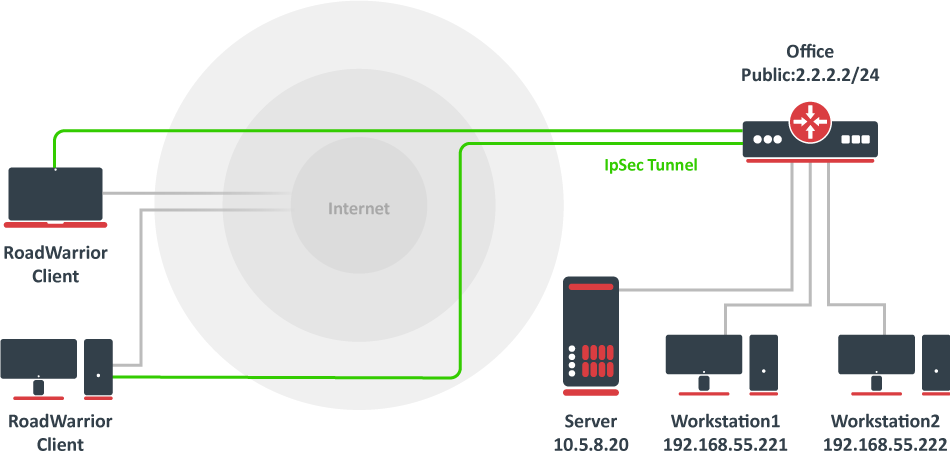 Office
Public:2.2.2.2/24
IpSec Tunnel
Internet
RoadWarrior
Client
RoadWarrior
Client
Server
10.5.8.20
Workstation1
192.168.55.221
Workstation2
192.168.55.222